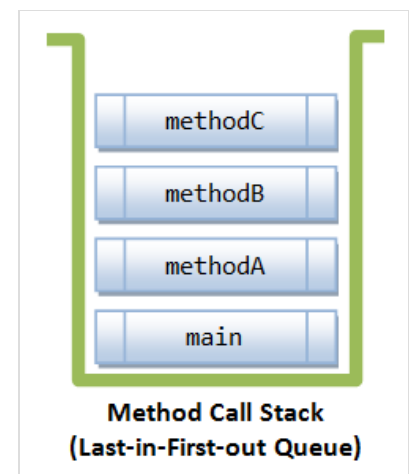 methodC
methodB
methodA
main
Method Call Stack
(Last-in-First-out Queue)